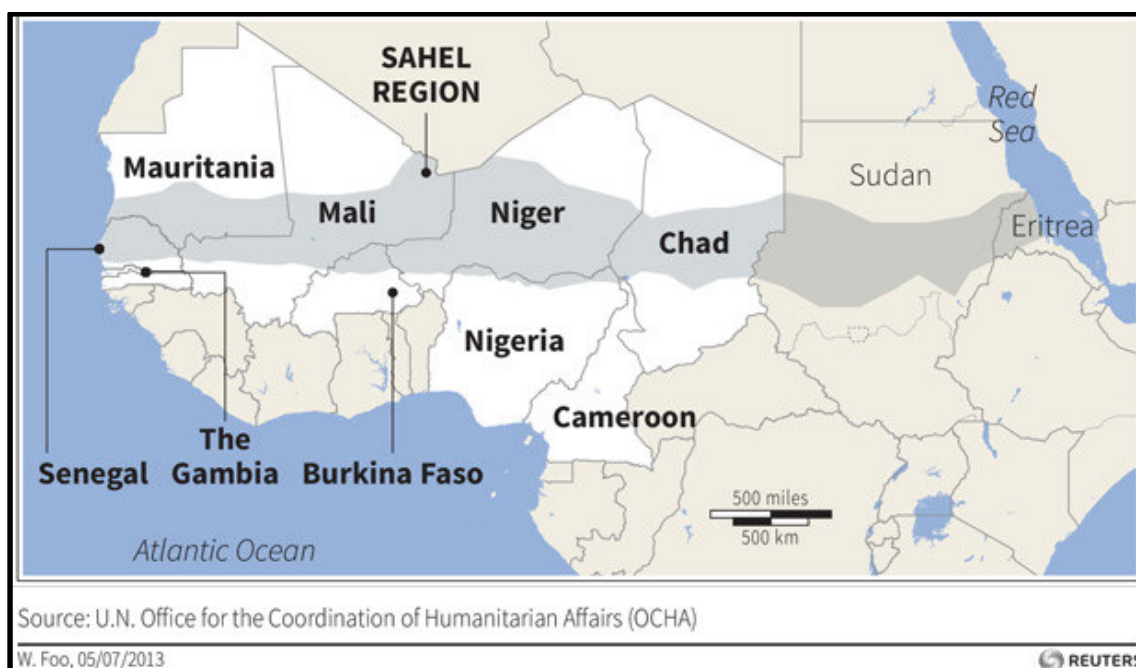 SAHEL
REGION
Red
Sea
Mauritania
Sudan
Mali
Niger
Chad
Eritrea
Nigeria
Cameroon
The
Senegal Gambia Burkina Faso
500 miles
500 km
Atlantic Ocean
Source: U.N. Office for the Coordination of Humanitarian Affairs (OCHA)
W. Foo, 05/07/2013
REUTERS